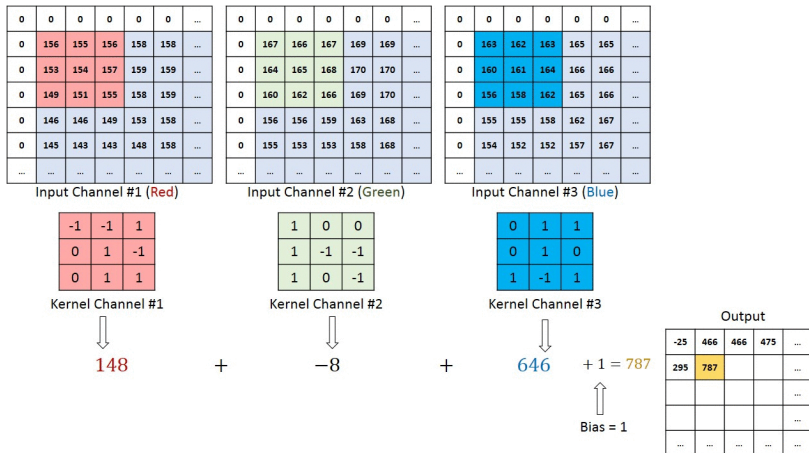 0 0 0 0 0 0 ... 0 0 0 0 0 0 ... 0 0 0 0 0 0 ...
0 156 155 156 158 158 ... 0 167 166 167 169 169 ... 0 163 162 163 165 165 ...
0 153 154 157 159 159 ... 0 164 165 168 170 170 ... 0 160 161 164 166 166 ...
0 149 151 155 158 159 ... 0 160 162 166 169 170 ... 0 156 158 162 165 166 ...
0 146 146 149 153 158 ... 0 156 156 159 163 168 ... 0 155 155 158 162 167 ...
0 145 143 143 148 158 ... 0 155 153 153 158 168 ... 0 154 152 152 157 167 ...
... ... ... ... ... ... ... ... ... ... ... ... ... ... ... ... ... ... ... ... ...
Input Channel #1 (Red) Input Channel #2 (Green) Input Channel #3 (Blue)
-1 -1 1 1 0 0 0 1 1
0 1 -1 1 -1 -1 0 1 0
0 1 1 1 0 -1 1 -1 1
Kernel Channel #1 Kernel Channel #2 Kernel Channel #3
Output
148 + −8 + 646 + 1 = 787
Bias = 1
-25 466 466 475 ...
295 787 ...
...
...
... ... ... ... ...